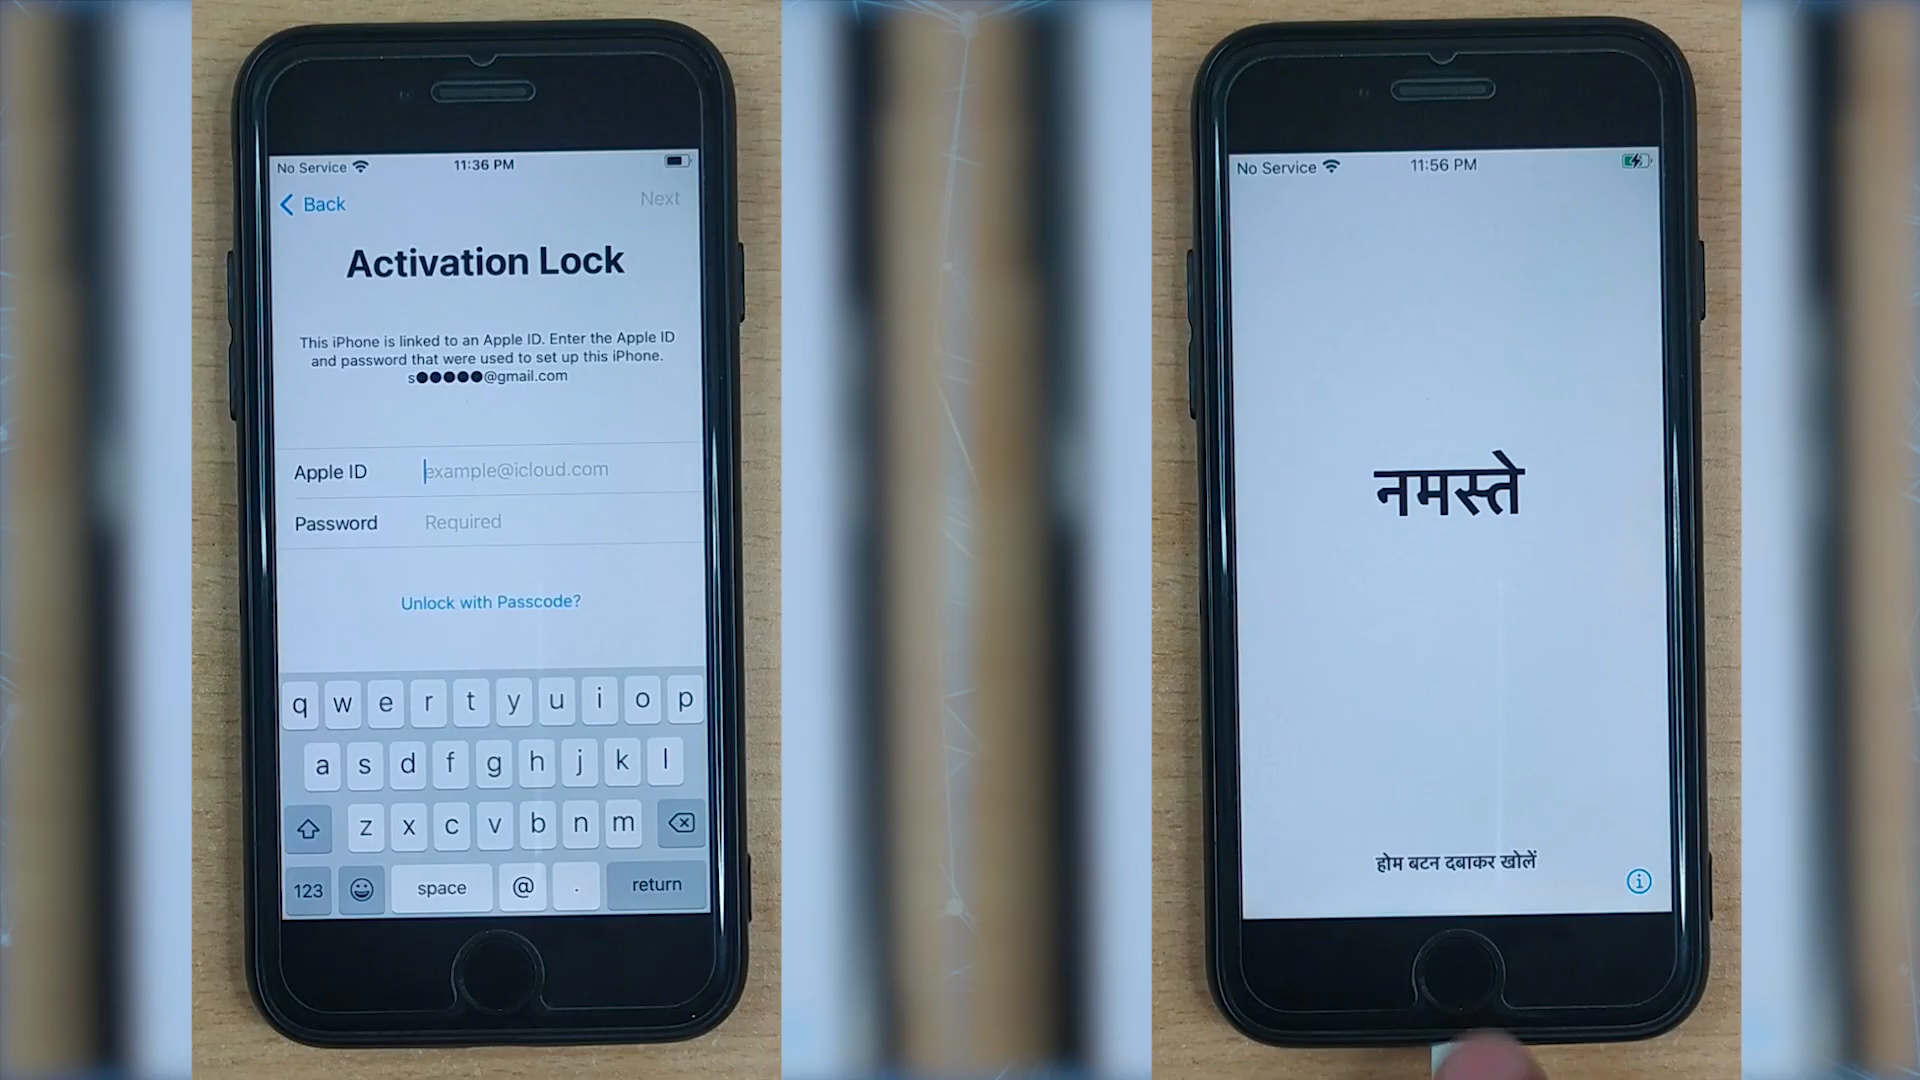 No Service
11:36 PM
Back
Next
Activation Lock
This iPhone is linked to an Apple ID. Enter the Apple ID
and password that were used to set up this iPhone.
s●●●●●@gmail.com
Apple ID
example@icloud.com
Password
Required
Unlock with Passcode?
q w e r t y u i o p
a s d f g h j k l
z x c v b n m
123
space
@
.
return
No Service
11:56 PM
नमस्ते
होम बटन दबाकर खोलें